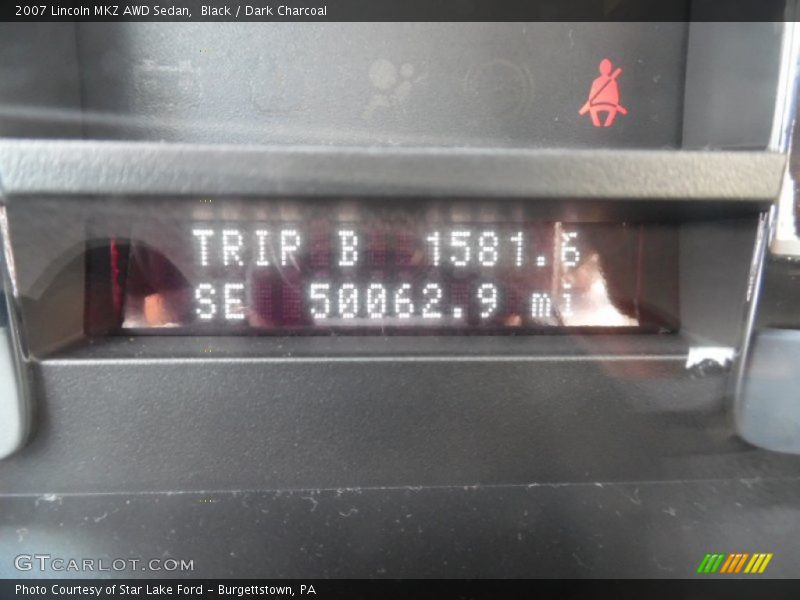 2007 Lincoln MKZ AWD Sedan,  Black / Dark Charcoal
TRIP B 1581.6
SE 50062.9 mi
GTCARLOT.COM
Photo Courtesy of Star Lake Ford - Burgettstown, PA